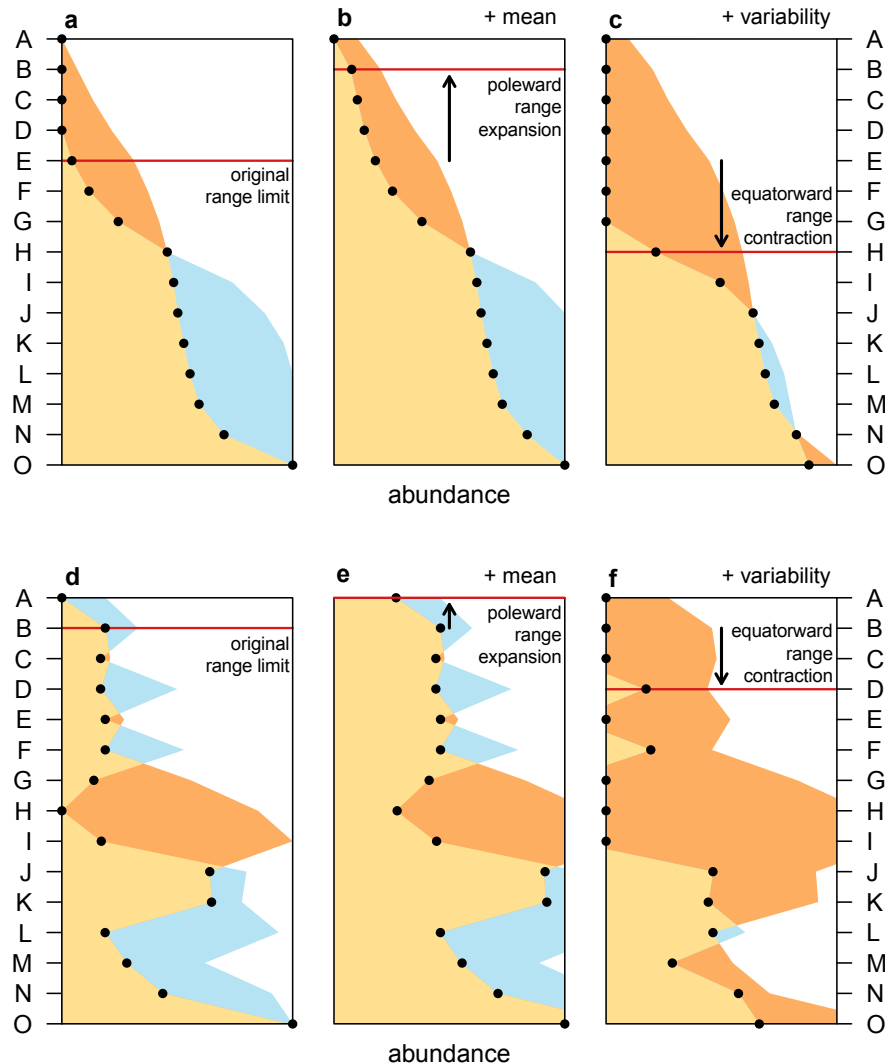 a
b
+ mean
c
+ variability
A
B
C
D
E
F
G
H
I
J
K
L
M
N
O
original
range limit
poleward
range
expansion
equatorward
range
contraction
A
B
C
D
E
F
G
H
I
J
K
L
M
N
O
abundance
d
e
+ mean
f
+ variability
A
B
C
D
E
F
G
H
I
J
K
L
M
N
O
original
range limit
poleward
range
expansion
equatorward
range
contraction
A
B
C
D
E
F
G
H
I
J
K
L
M
N
O
abundance